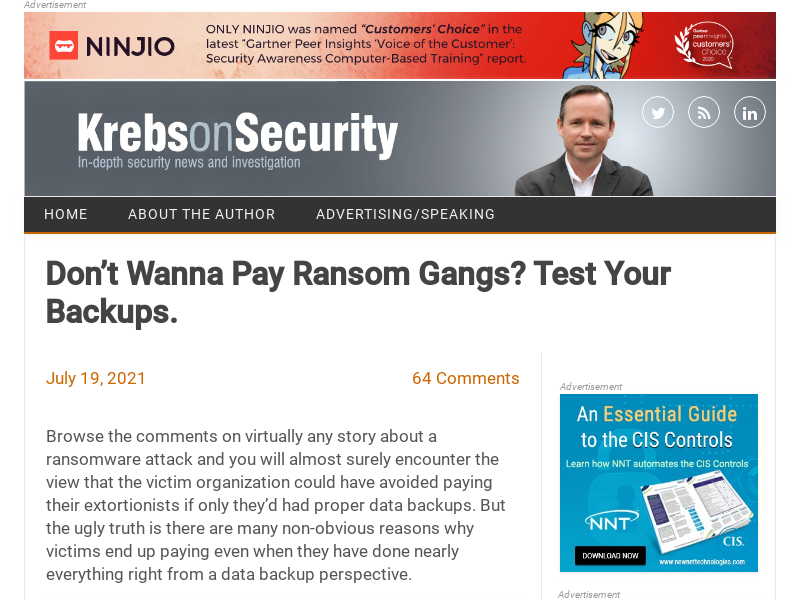 Advertisement
NINJIO
ONLY NINJIO was named "Customers' Choice" in the
latest "Gartner Peer Insights 'Voice of the Customer':
Security Awareness Computer-Based Training" report.
Gartner
peerinsights
customers'
choice
2020
KrebsonSecurity
In-depth security news and investigation
in
HOME
ABOUT THE AUTHOR
ADVERTISING/SPEAKING
Don't Wanna Pay Ransom Gangs? Test Your
Backups.
July 19, 2021
64 Comments
Browse the comments on virtually any story about a
ransomware attack and you will almost surely encounter the
view that the victim organization could have avoided paying
their extortionists if only they'd had proper data backups. But
the ugly truth is there are many non-obvious reasons why
victims end up paying even when they have done nearly
everything right from a data backup perspective.
Advertisement
An Essential Guide
to the CIS Controls
Learn how NNT automates the CIS Controls
NNT
CIS.
DOWNLOAD NOW
www.newnettechnologies.com
Advertisement